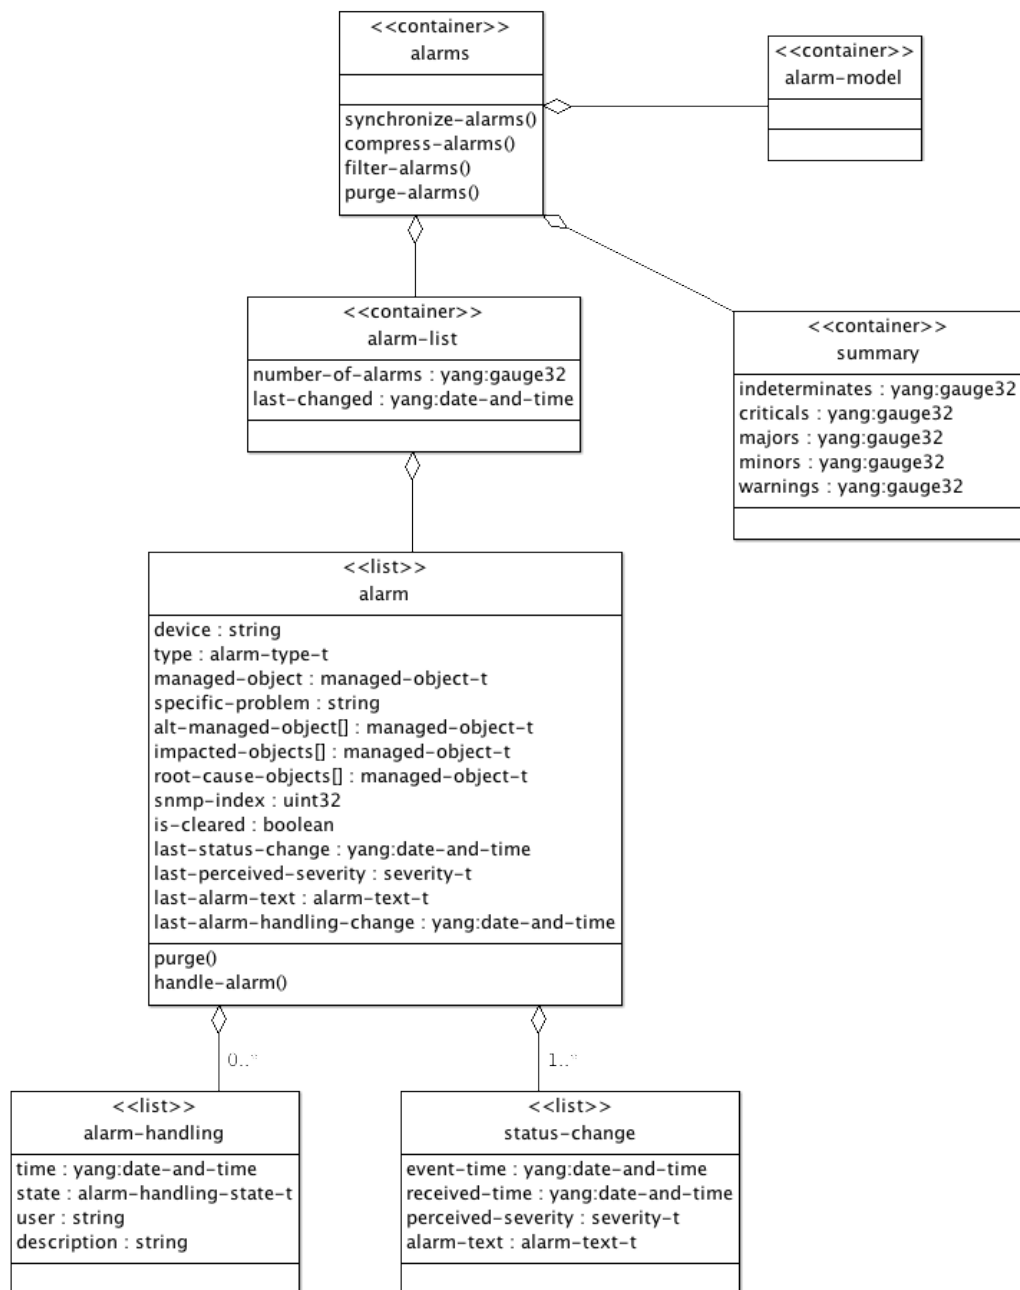 <<container>>
alarms
synchronize-alarms()
compress-alarms()
filter-alarms()
purge-alarms()
<<container>>
alarm-model
<<container>>
alarm-list
number-of-alarms : yang:gauge32
last-changed : yang:date-and-time
<<container>>
summary
indeterminates : yang:gauge32
criticals : yang:gauge32
majors : yang:gauge32
minors : yang:gauge32
warnings : yang:gauge32
<<list>>
alarm
device : string
type : alarm-type-t
managed-object : managed-object-t
specific-problem : string
alt-managed-object[] : managed-object-t
impacted-objects[] : managed-object-t
root-cause-objects[] : managed-object-t
snmp-index : uint32
is-cleared : boolean
last-status-change : yang:date-and-time
last-perceived-severity : severity-t
last-alarm-text : alarm-text-t
last-alarm-handling-change : yang:date-and-time
purge()
handle-alarm()
0..*
1..*
<<list>>
alarm-handling
time : yang:date-and-time
state : alarm-handling-state-t
user : string
description : string
<<list>>
status-change
event-time : yang:date-and-time
received-time : yang:date-and-time
perceived-severity : severity-t
alarm-text : alarm-text-t